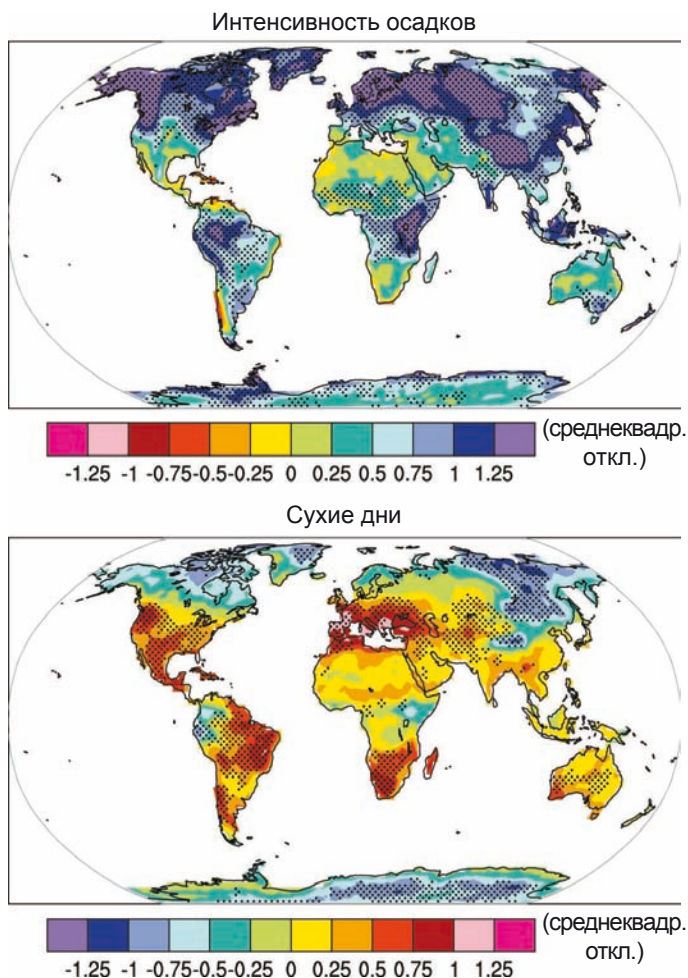 Интенсивность осадков
-1.25 -1 -0.75-0.5-0.25 0 0.25 0.5 0.75 1 1.25
(среднеквадр.
откл.)
Сухие дни
-1.25 -1 -0.75-0.5-0.25 0 0.25 0.5 0.75 1 1.25
(среднеквадр.
откл.)